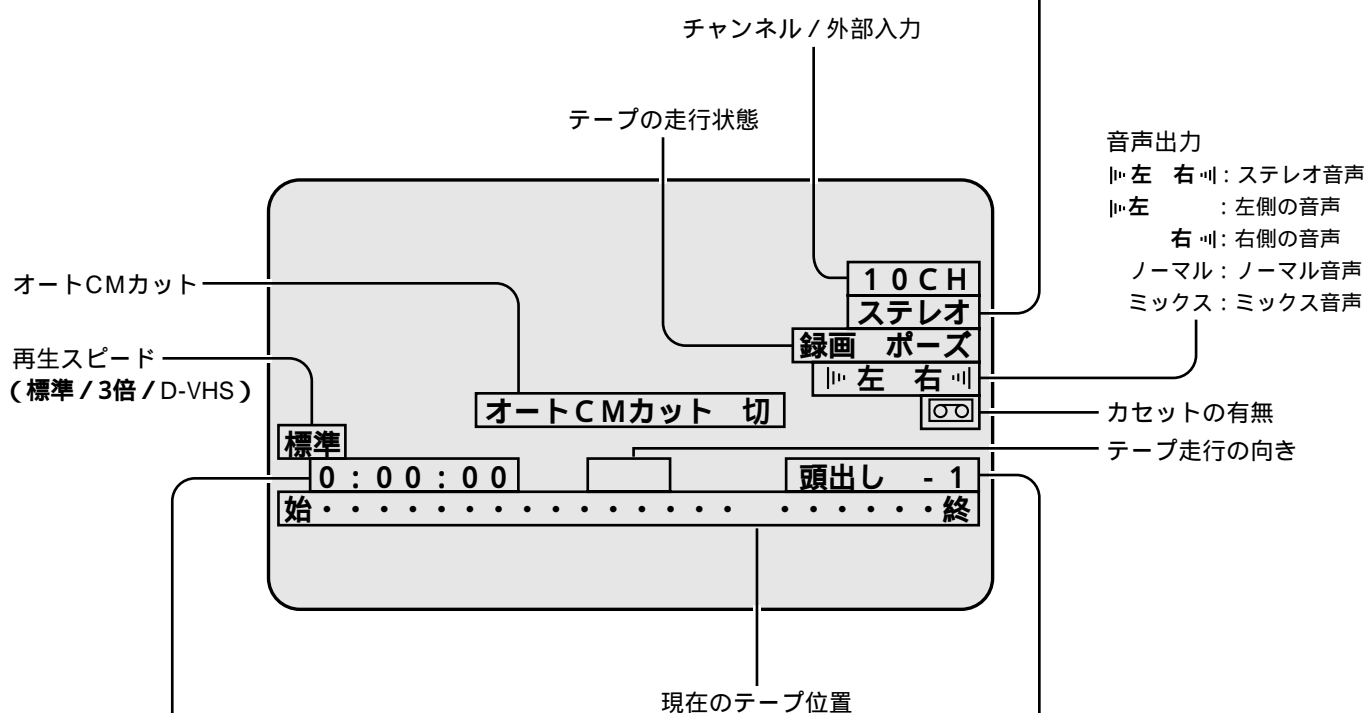 チャンネル / 外部入力
テープの走行状態
音声出力
左 右 : ステレオ音声
左 : 左側の音声
右 : 右側の音声
ノーマル : ノーマル音声
ミックス : ミックス音声
オートCMカット
再生スピード
(標準 / 3倍 / D-VHS)
10CH
ステレオ
録画 ポーズ
左 右
オートCMカット 切
カセットの有無
標準
テープ走行の向き
0:00:00
頭出し -1
始・・・・・・・・・・・・・・・ ・・・・・・終
現在のテープ位置